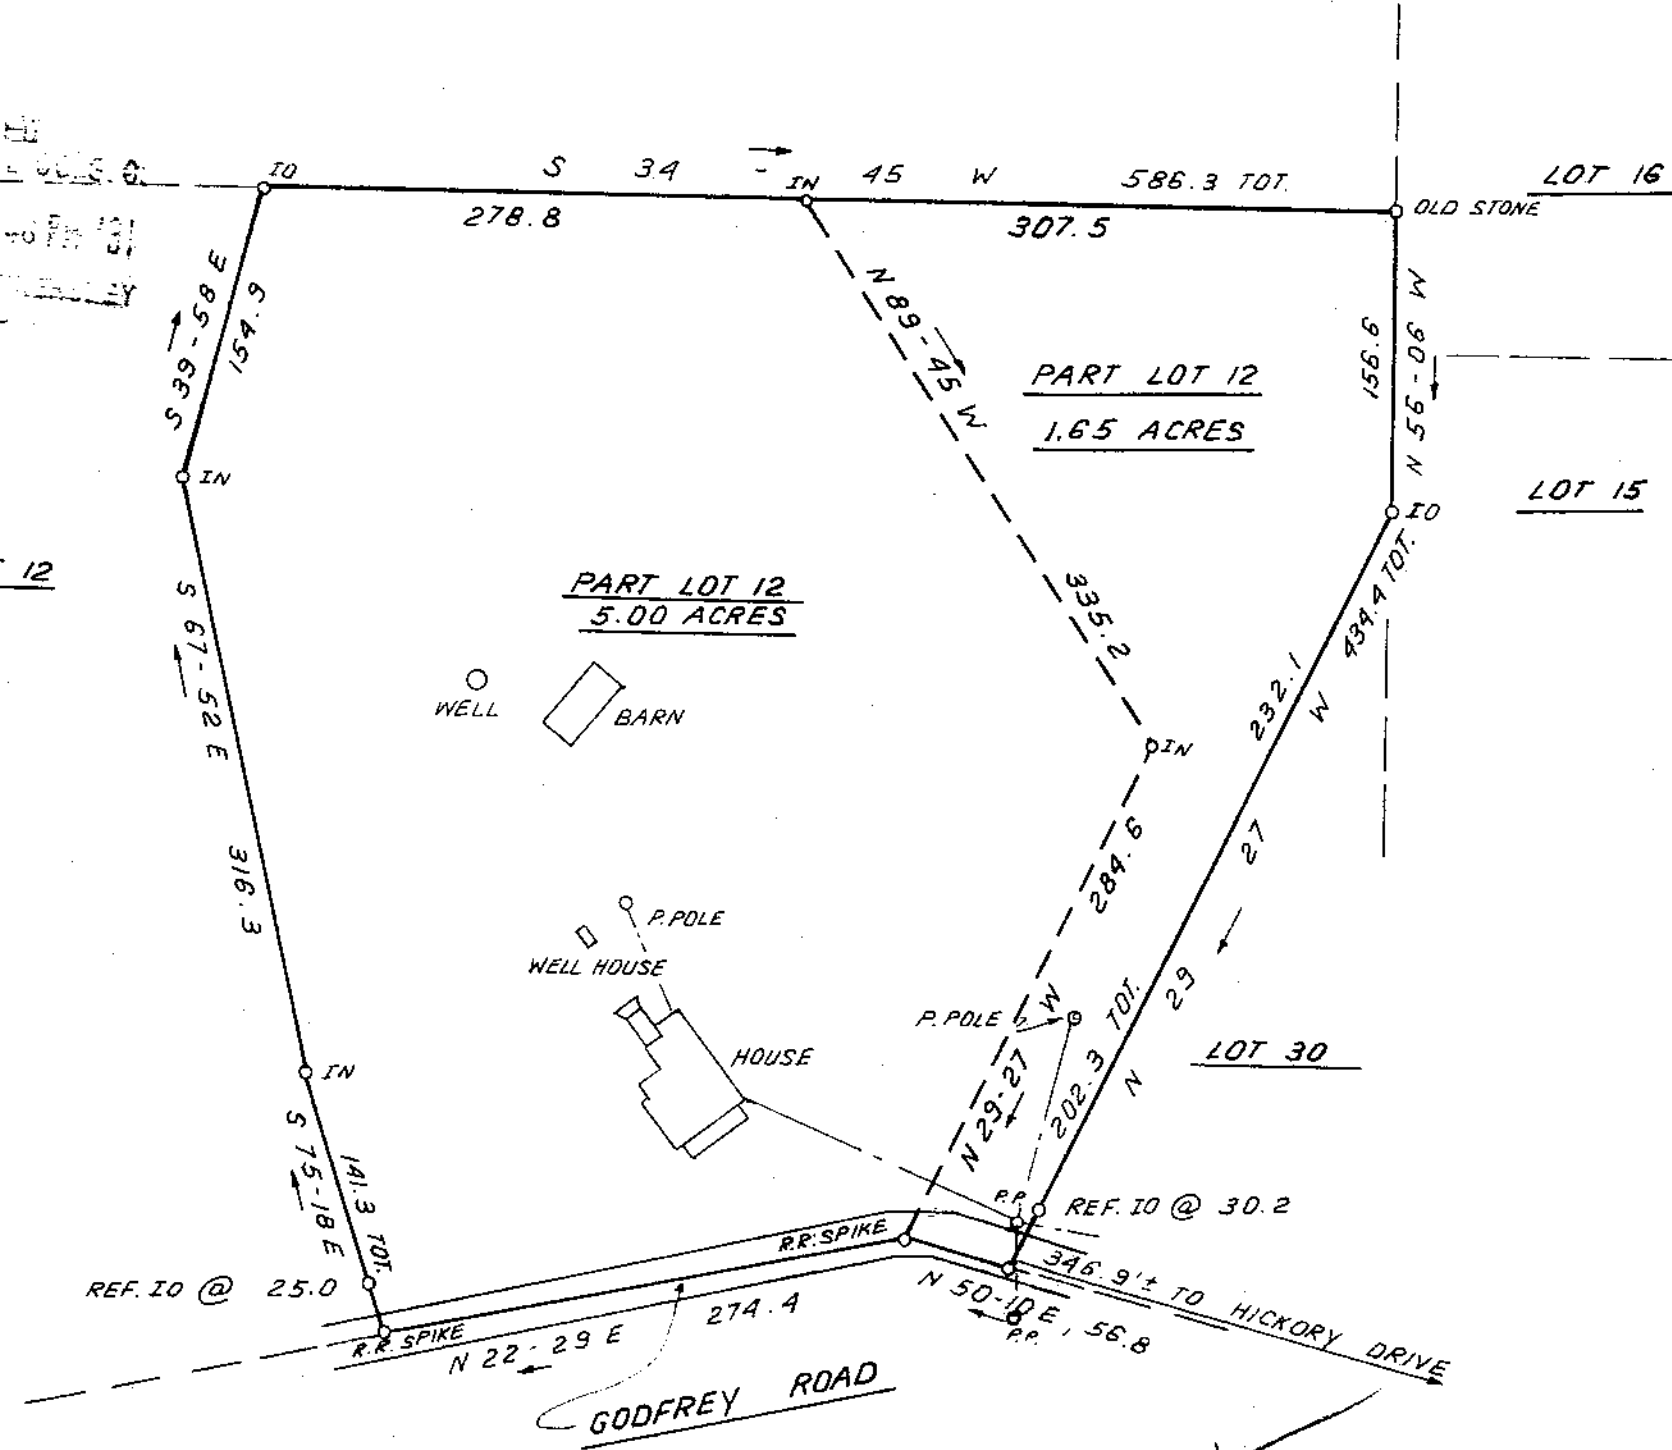 IO
S 34 - 45 W 586.3 TOT.
IN
LOT 16
278.8
307.5
OLD STONE
S 39-58 E
154.9
N 89-45 W
335.2
156.6
N 56-06 W
PART LOT 12
1.65 ACRES
IN
IO
LOT 15
12
PART LOT 12
5.00 ACRES
S 67-52 E 316.3
434.4 TOT.
232.1
N 29 27 W
WELL
BARN
IN
284.6
N 29-27 W
P.POLE
WELL HOUSE
P.POLE
202.3 TOT.
HOUSE
LOT 30
IN
S 75-18 E
141.3 TOT.
P.P.
REF. IO @ 30.2
R.R. SPIKE
REF. IO @ 25.0
346.9'± TO HICKORY DRIVE
N 50-10 E, 56.8
P.P.
R.R. SPIKE
274.4
N 22-29 E
GODFREY ROAD